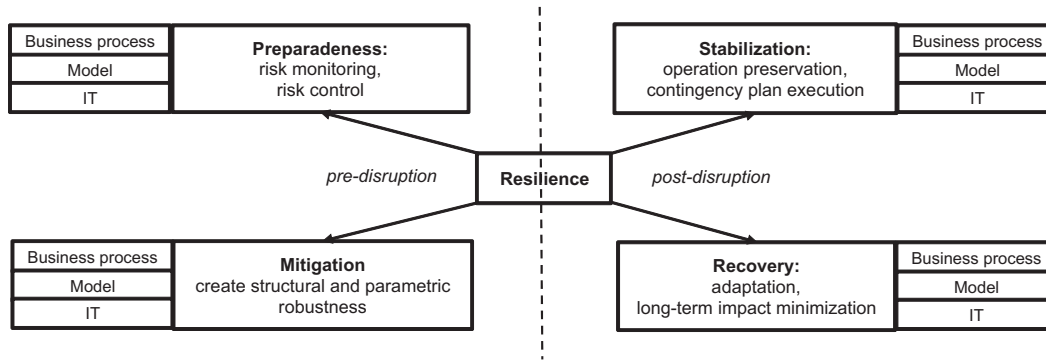 Business process
Model
IT
Preparadeness:
risk monitoring,
risk control
Stabilization:
operation preservation,
contingency plan execution
Business process
Model
IT
pre-disruption
Resilience
post-disruption
Business process
Model
IT
Mitigation
create structural and parametric
robustness
Recovery:
adaptation,
long-term impact minimization
Business process
Model
IT